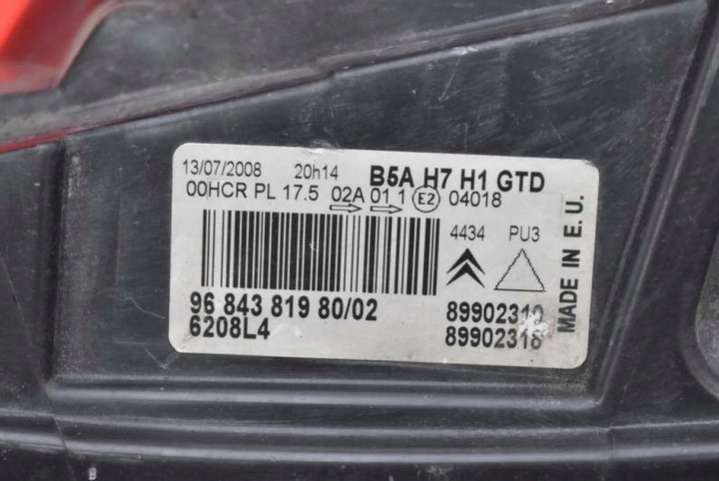 13/07/2008 20h14 B5A H7 H1 GTD
00HCR PL 17.5 02A 01 1 E2 04018
4434 PU3
96 843 819 80/02 89902310
6208L4 89902318
MADE IN E.U.